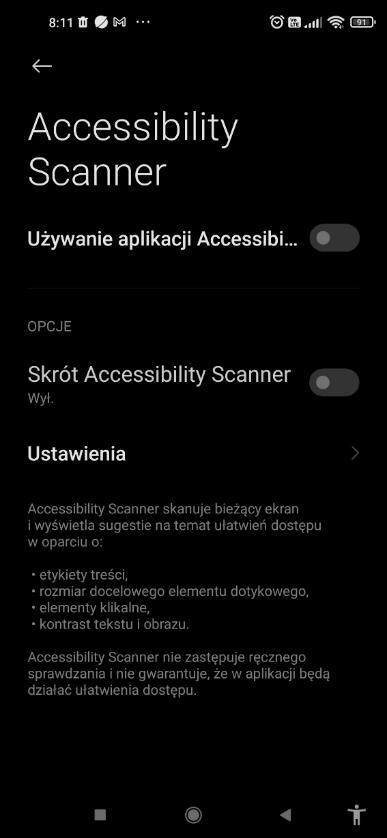 8:11
91
Accessibility
Scanner
Używanie aplikacji Accessibi...
OPCJE
Skrót Accessibility Scanner
Wył.
Ustawienia
Accessibility Scanner skanuje bieżący ekran
i wyświetla sugestie na temat ułatwień dostępu
w oparciu o:
• etykiety treści,
• rozmiar docelowego elementu dotykowego,
• elementy klikalne,
• kontrast tekstu i obrazu.
Accessibility Scanner nie zastępuje ręcznego
sprawdzania i nie gwarantuje, że w aplikacji będą
działać ułatwienia dostępu.